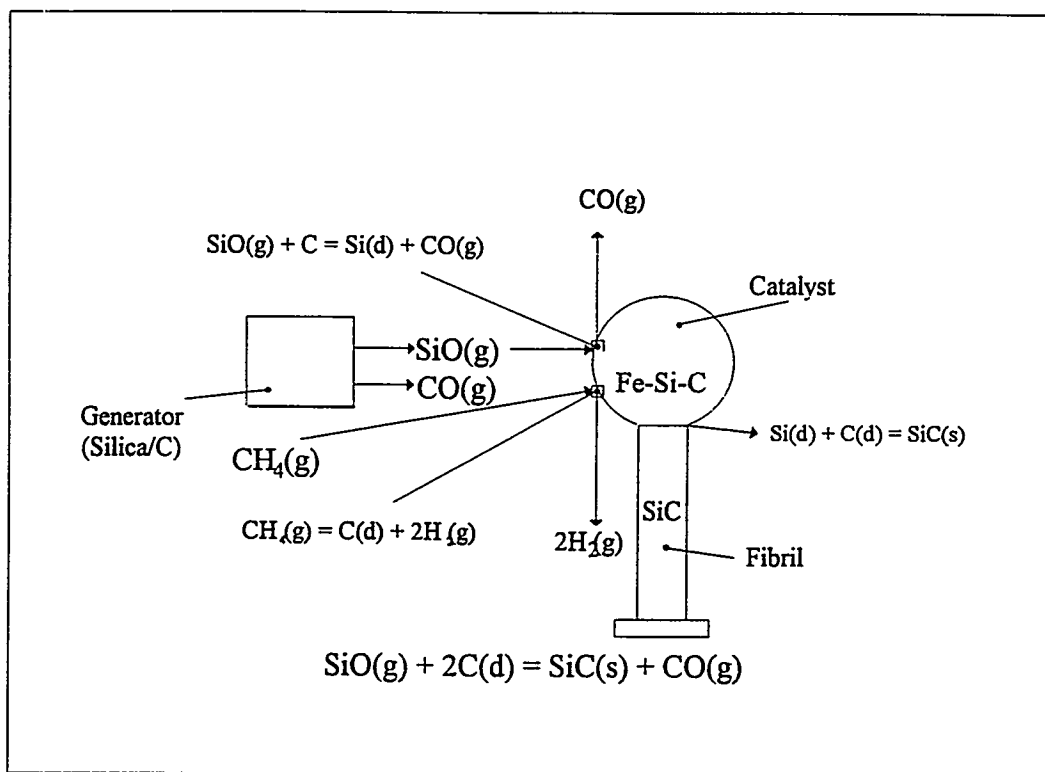 CO(g)
SiO(g) + C = Si(d) + CO(g)
Catalyst
SiO(g)
CO(g)
Fe-Si-C
Generator
(Silica/C)
CH₄(g)
Si(d) + C(d) = SiC(s)
SiC
CH₄(g) = C(d) + 2H₂(g)
2H₂(g)
Fibril
SiO(g) + 2C(d) = SiC(s) + CO(g)